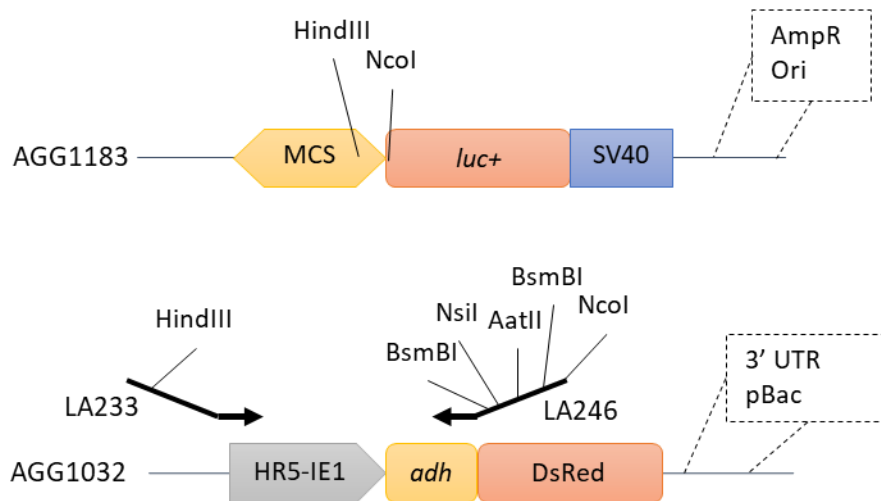 HindIII
NcoI
AmpR
Ori
AGG1183
MCS
luc+
SV40
BsmBI
HindIII
NsiI
AatII
NcoI
BsmBI
3' UTR
pBac
LA233
LA246
AGG1032
HR5-IE1
adh
DsRed